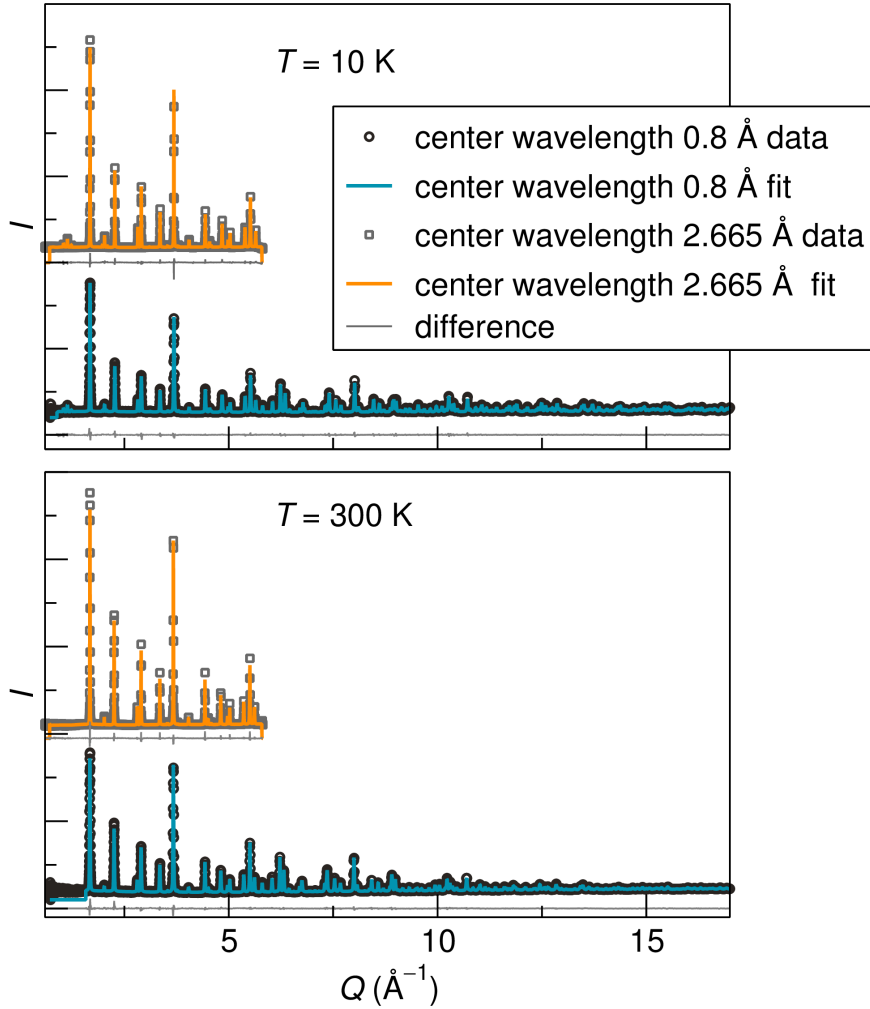 T = 10 K
center wavelength 0.8 Å data
center wavelength 0.8 Å fit
center wavelength 2.665 Å data
center wavelength 2.665 Å  fit
difference
I
T = 300 K
I
5 10 15
Q (Å⁻¹)